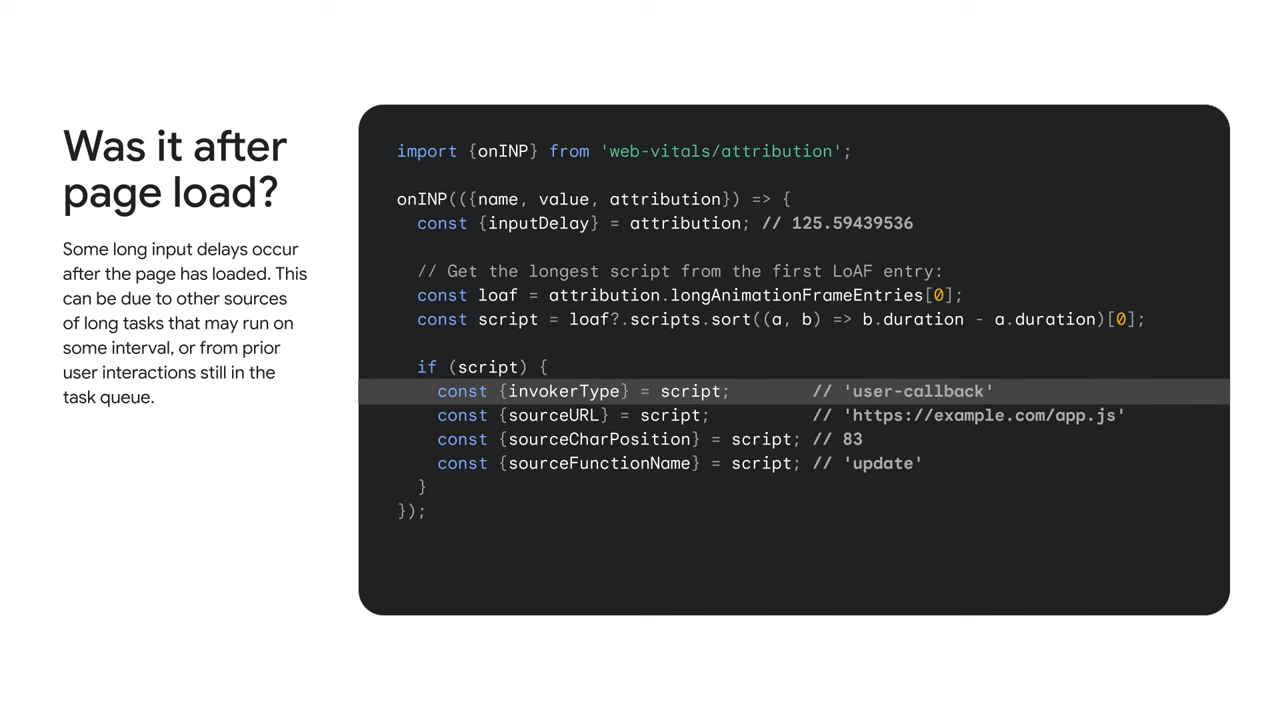 Was it after
page load?
Some long input delays occur
after the page has loaded. This
can be due to other sources
of long tasks that may run on
some interval, or from prior
user interactions still in the
task queue.
import {onINP} from 'web-vitals/attribution';
onINP(({name, value, attribution}) => {
  const {inputDelay} = attribution; // 125.59439536
  // Get the longest script from the first LoAF entry:
  const loaf = attribution.longAnimationFrameEntries[0];
  const script = loaf?.scripts.sort((a, b) => b.duration - a.duration)[0];
  if (script) {
    const {invokerType} = script;        // 'user-callback'
    const {sourceURL} = script;          // 'https://example.com/app.js'
    const {sourceCharPosition} = script; // 83
    const {sourceFunctionName} = script; // 'update'
  }
});